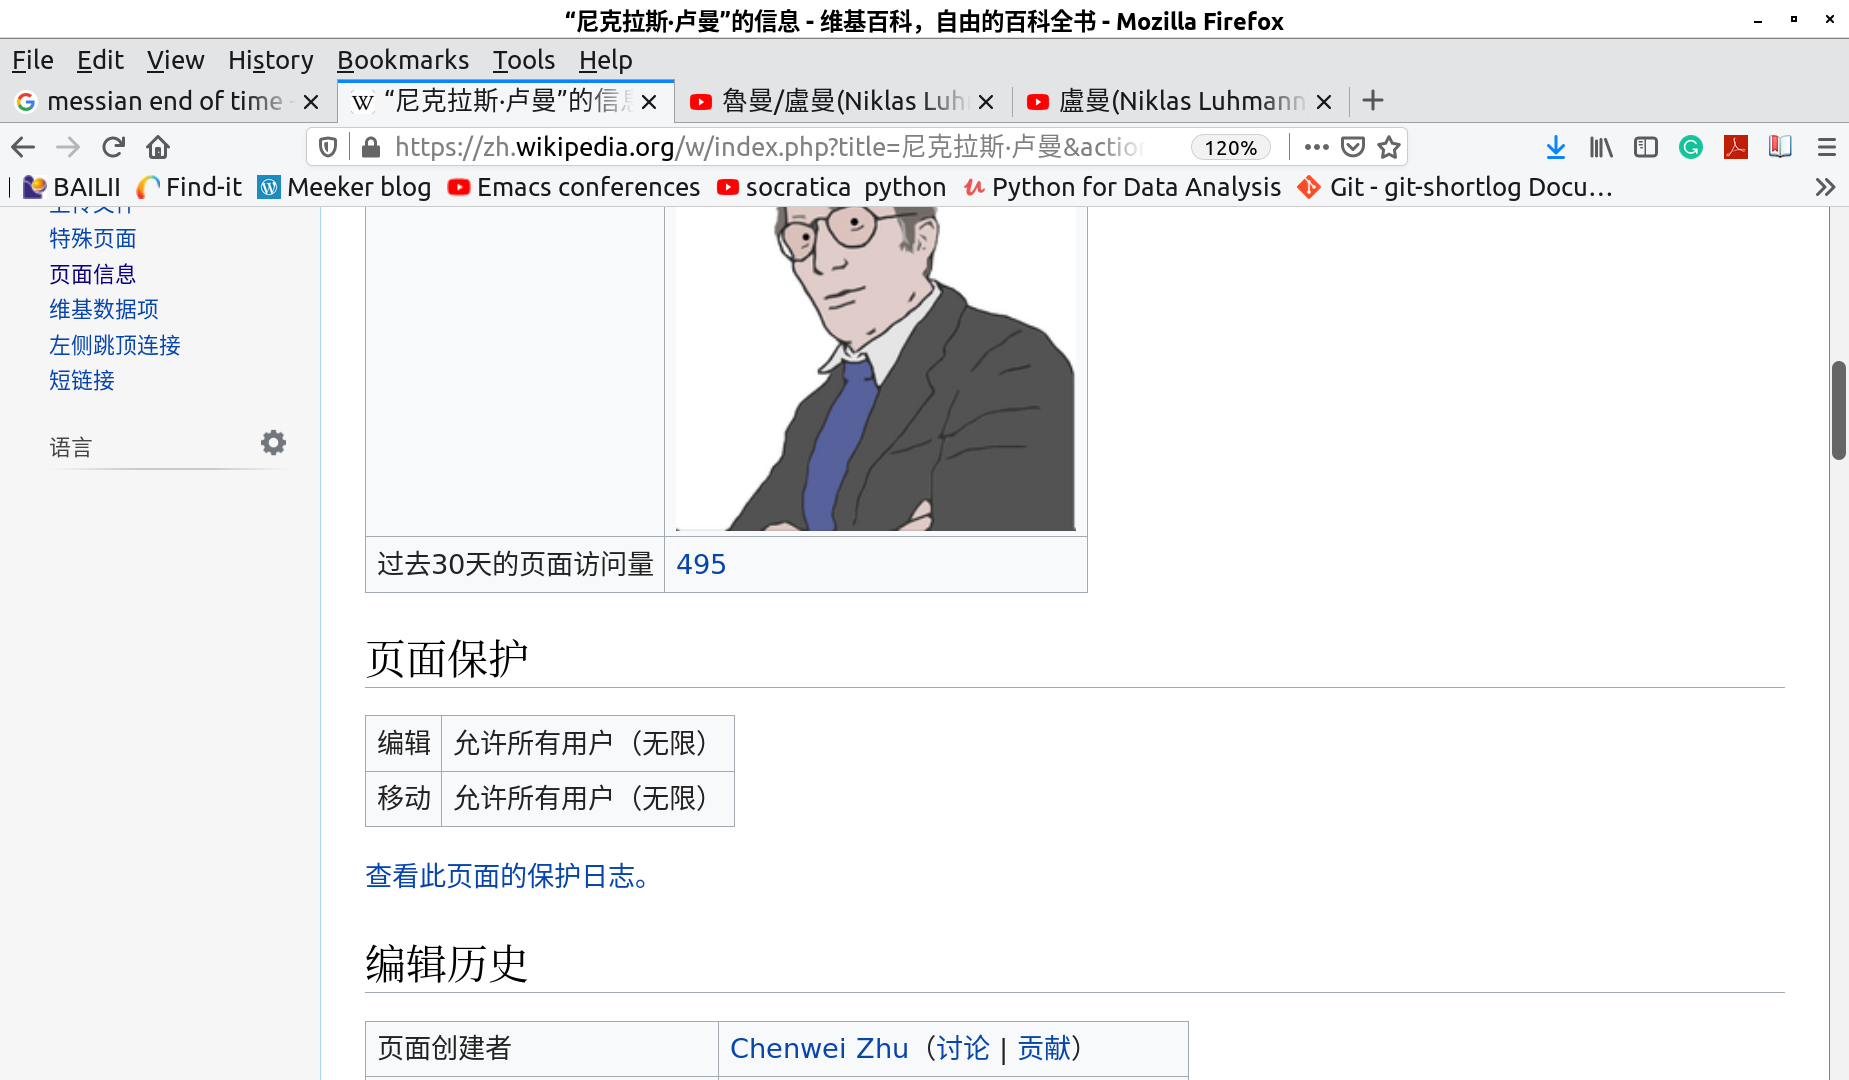 “尼克拉斯·卢曼”的信息 - 维基百科，自由的百科全书 - Mozilla Firefox
File Edit View History Bookmarks Tools Help
messian end of time - “尼克拉斯·卢曼”的信息 魯曼/盧曼(Niklas Luh 盧曼(Niklas Luhmann
https://zh.wikipedia.org/w/index.php?title=尼克拉斯·卢曼&action 120%
BAILII Find-it Meeker blog Emacs conferences socratica python Python for Data Analysis Git - git-shortlog Docu…
上传文件
特殊页面
页面信息
维基数据项
左侧跳顶连接
短链接
语言
过去30天的页面访问量 495
页面保护
编辑 允许所有用户（无限）
移动 允许所有用户（无限）
查看此页面的保护日志。
编辑历史
页面创建者 Chenwei Zhu（讨论 | 贡献）